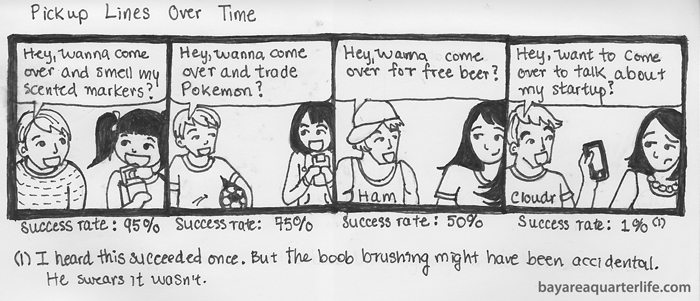 Pickup Lines Over Time
Hey, wanna come
over and smell my
scented markers?
Hey, wanna come
over and trade
Pokemon?
Hey, wanna come
over for free beer?
Hey, want to come
over to talk about
my startup?
Ham
Cloudr
Success rate: 95%
Success rate: 75%
Success rate: 50%
Success rate: 1% (1)
(1) I heard this succeeded once. But the boob brushing might have been accidental.
He swears it wasn't.
bayareaquarterlife.com